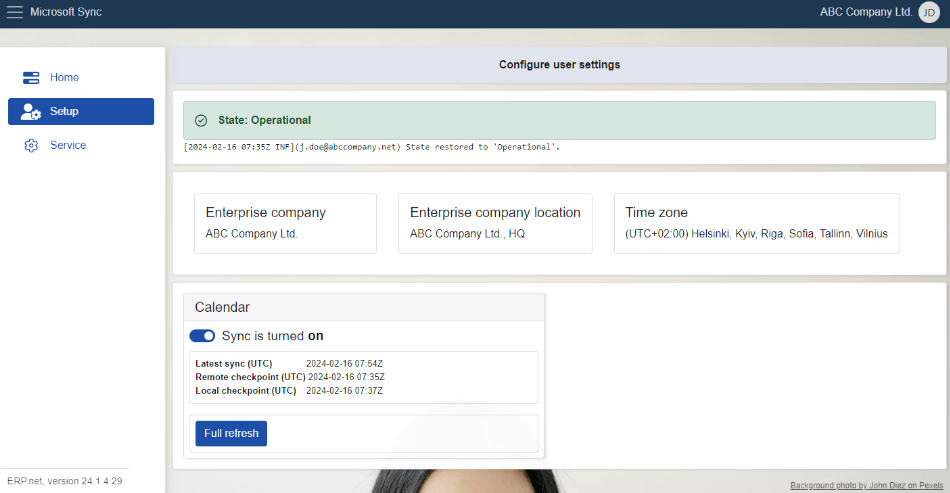 Microsoft Sync
ABC Company Ltd. JD
Home
Setup
Service
Configure user settings
State: Operational
[2024-02-16 07:35Z INF](j.doe@abccompany.net) State restored to 'Operational'.
Enterprise company
ABC Company Ltd.
Enterprise company location
ABC Company Ltd., HQ
Time zone
(UTC+02:00) Helsinki, Kyiv, Riga, Sofia, Tallinn, Vilnius
Calendar
Sync is turned on
Latest sync (UTC) 2024-02-16 07:54Z
Remote checkpoint (UTC) 2024-02-16 07:35Z
Local checkpoint (UTC) 2024-02-16 07:37Z
Full refresh
ERP.net, version 24.1.4.29
Background photo by John Diez on Pexels